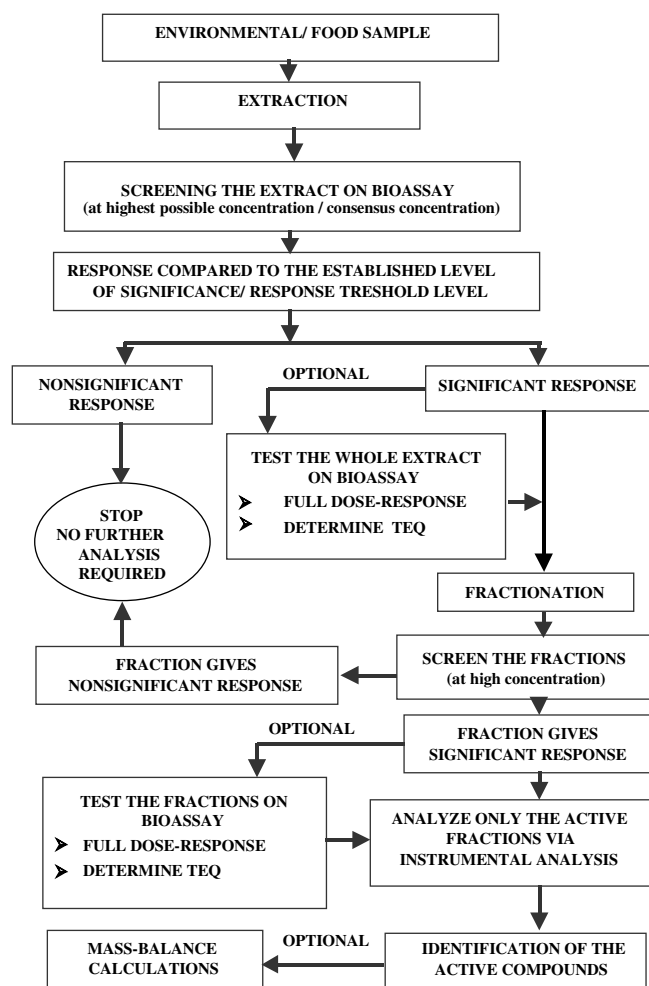 ENVIRONMENTAL/ FOOD SAMPLE
EXTRACTION
SCREENING THE EXTRACT ON BIOASSAY
(at highest possible concentration / consensus concentration)
RESPONSE COMPARED TO THE ESTABLISHED LEVEL
OF SIGNIFICANCE/ RESPONSE TRESHOLD LEVEL
NONSIGNIFICANT
RESPONSE
OPTIONAL
SIGNIFICANT RESPONSE
TEST THE WHOLE EXTRACT
ON BIOASSAY
➤ FULL DOSE-RESPONSE
➤ DETERMINE TEQ
STOP
NO FURTHER
ANALYSIS
REQUIRED
FRACTIONATION
SCREEN THE FRACTIONS
(at high concentration)
FRACTION GIVES
NONSIGNIFICANT RESPONSE
FRACTION GIVES
SIGNIFICANT RESPONSE
OPTIONAL
TEST THE FRACTIONS ON
BIOASSAY
➤ FULL DOSE-RESPONSE
➤ DETERMINE TEQ
ANALYZE ONLY THE ACTIVE
FRACTIONS VIA
INSTRUMENTAL ANALYSIS
IDENTIFICATION OF THE
ACTIVE COMPOUNDS
OPTIONAL
MASS-BALANCE
CALCULATIONS